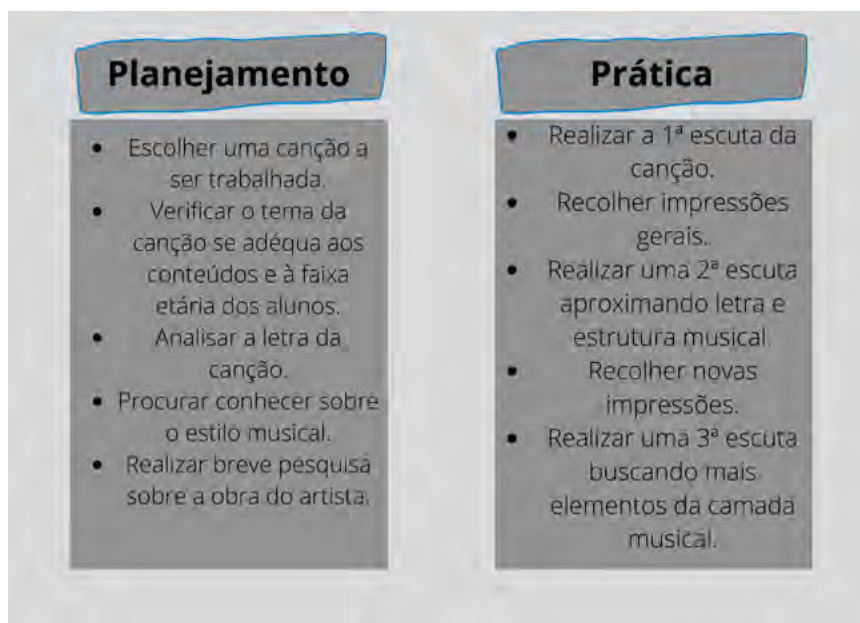 Planejamento
• Escolher uma canção a
ser trabalhada.
• Verificar o tema da
canção se adéqua aos
conteúdos e à faixa
etária dos alunos.
• Analisar a letra da
canção.
• Procurar conhecer sobre
o estilo musical.
• Realizar breve pesquisa
sobre a obra do artista.
Prática
• Realizar a 1ª escuta da
canção.
• Recolher impressões
gerais.
• Realizar uma 2ª escuta
aproximando letra e
estrutura musical.
• Recolher novas
impressões.
• Realizar uma 3ª escuta
buscando mais
elementos da camada
musical.